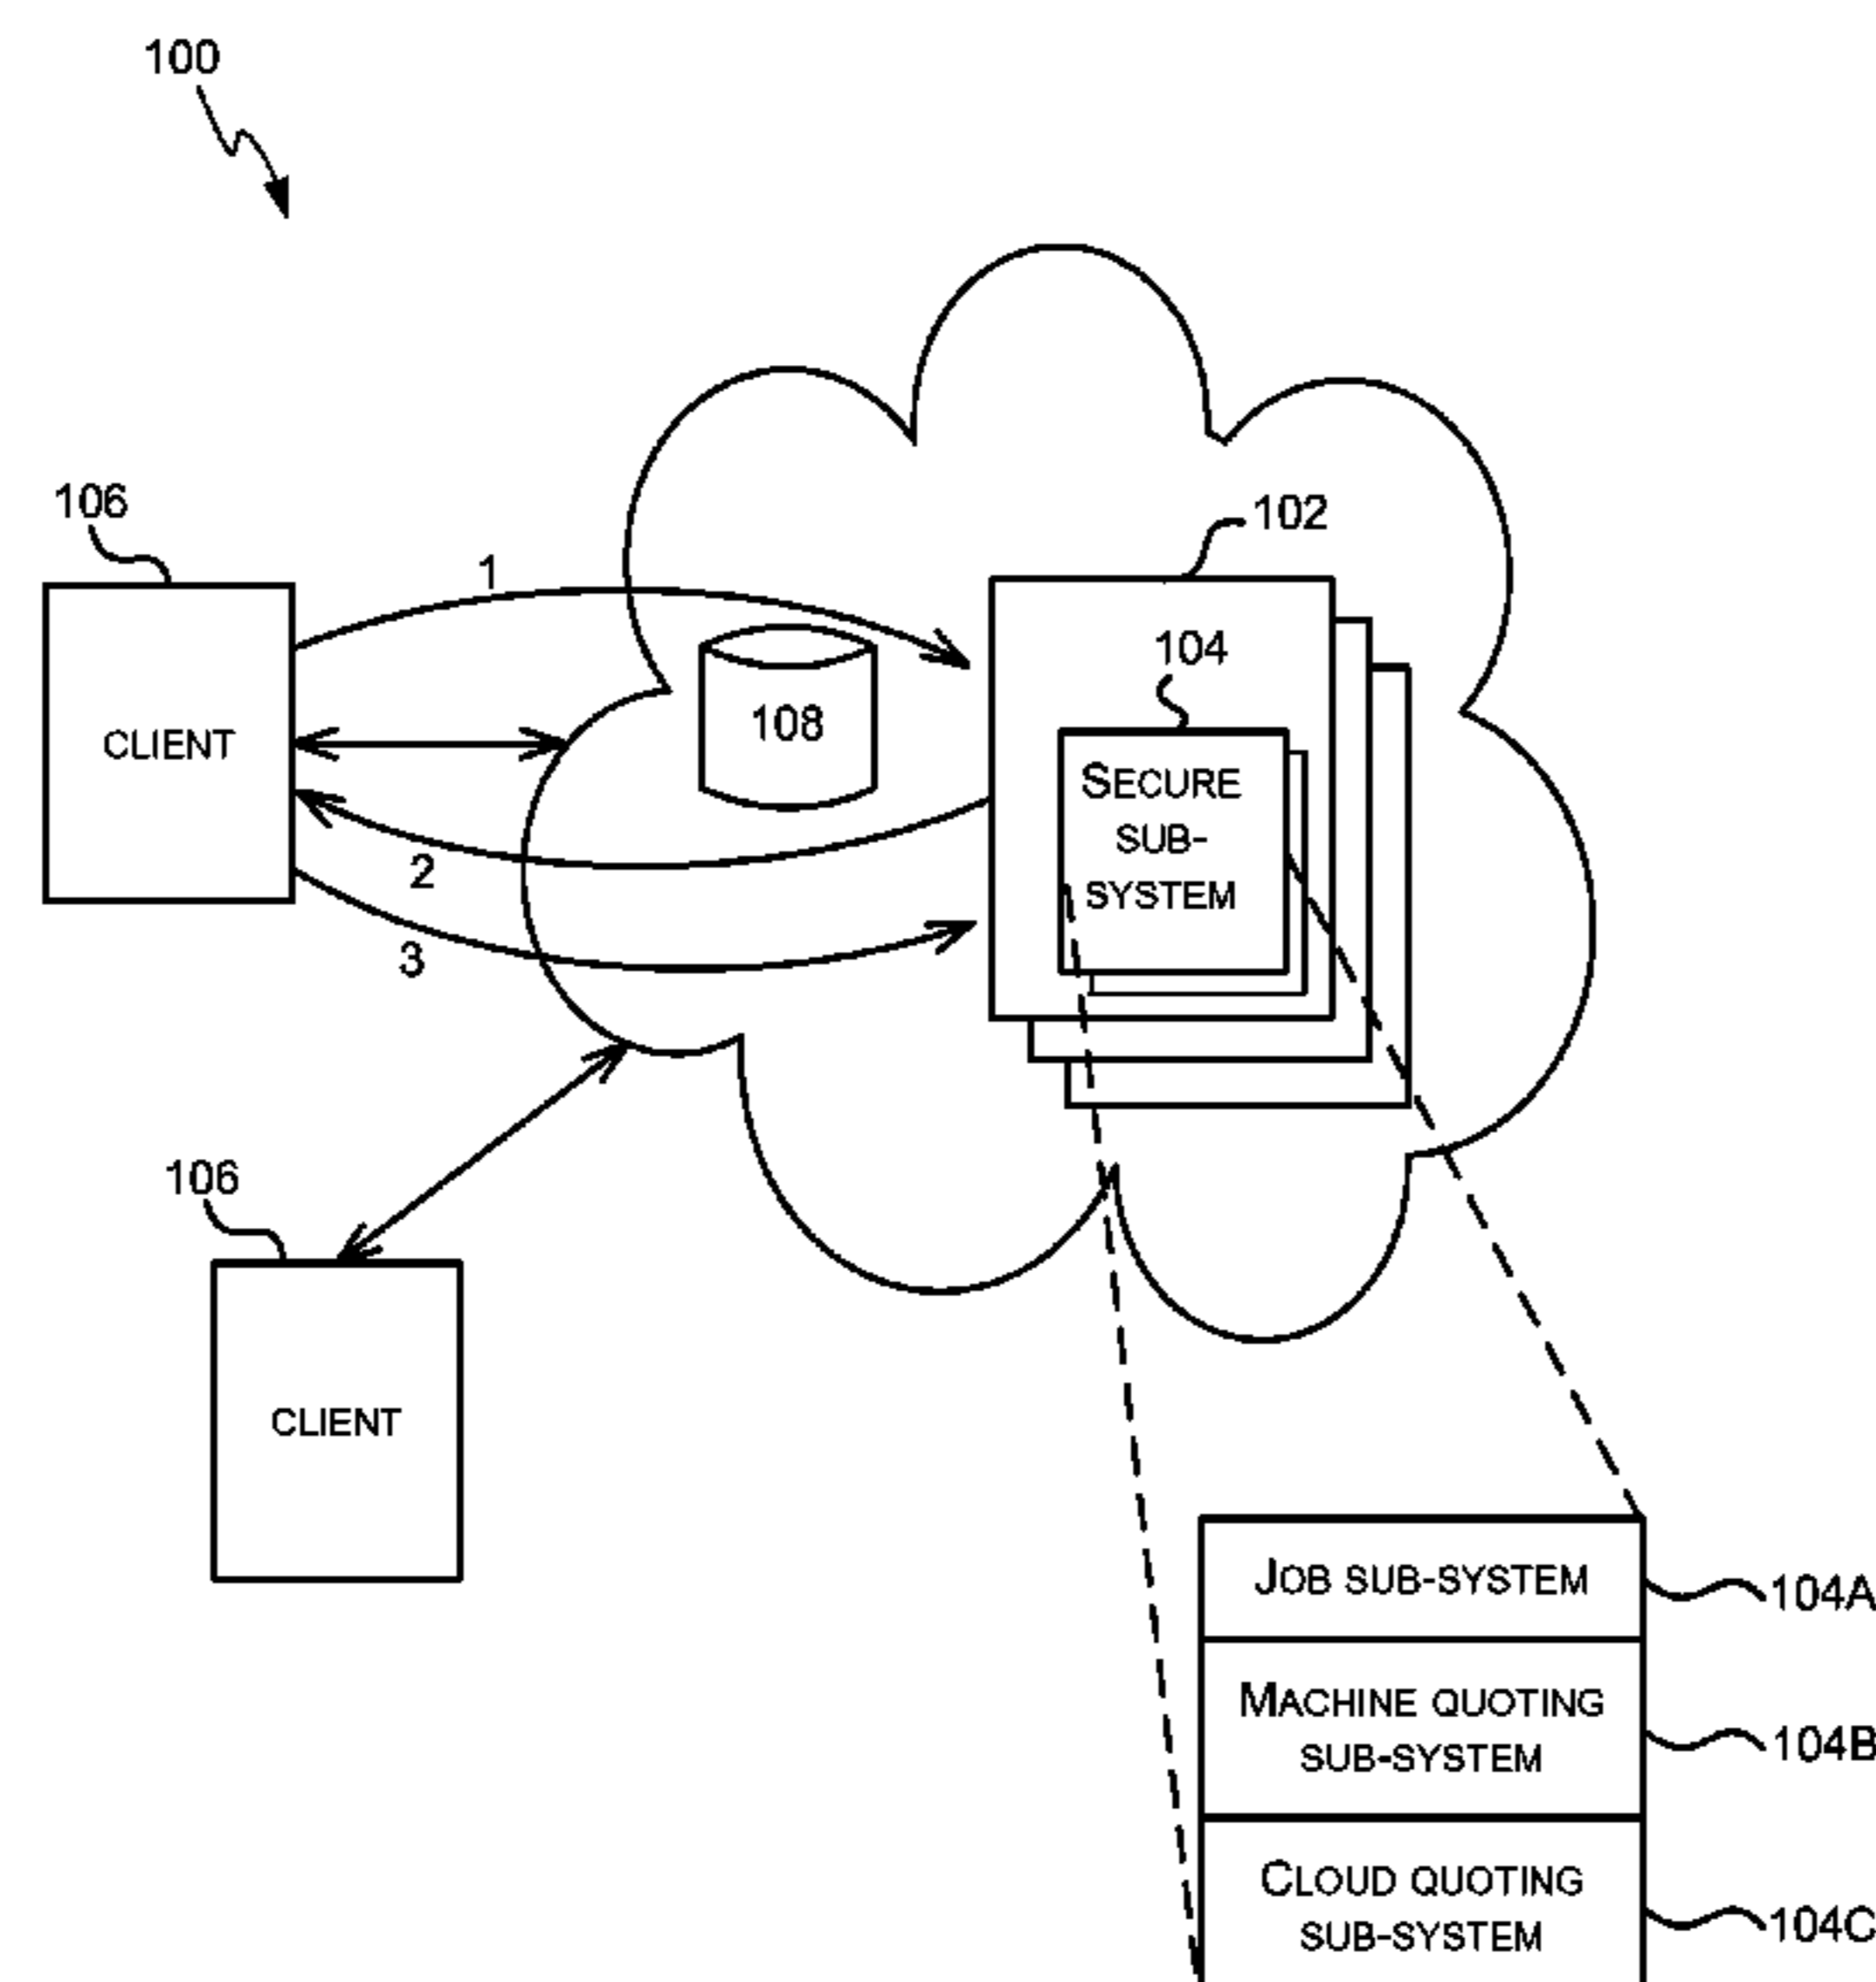 100
106
102
1
104
108
CLIENT
SECURE
SUB-
SYSTEM
2
3
106
CLIENT
JOB SUB-SYSTEM
104A
MACHINE QUOTING
SUB-SYSTEM
104B
CLOUD QUOTING
SUB-SYSTEM
104C